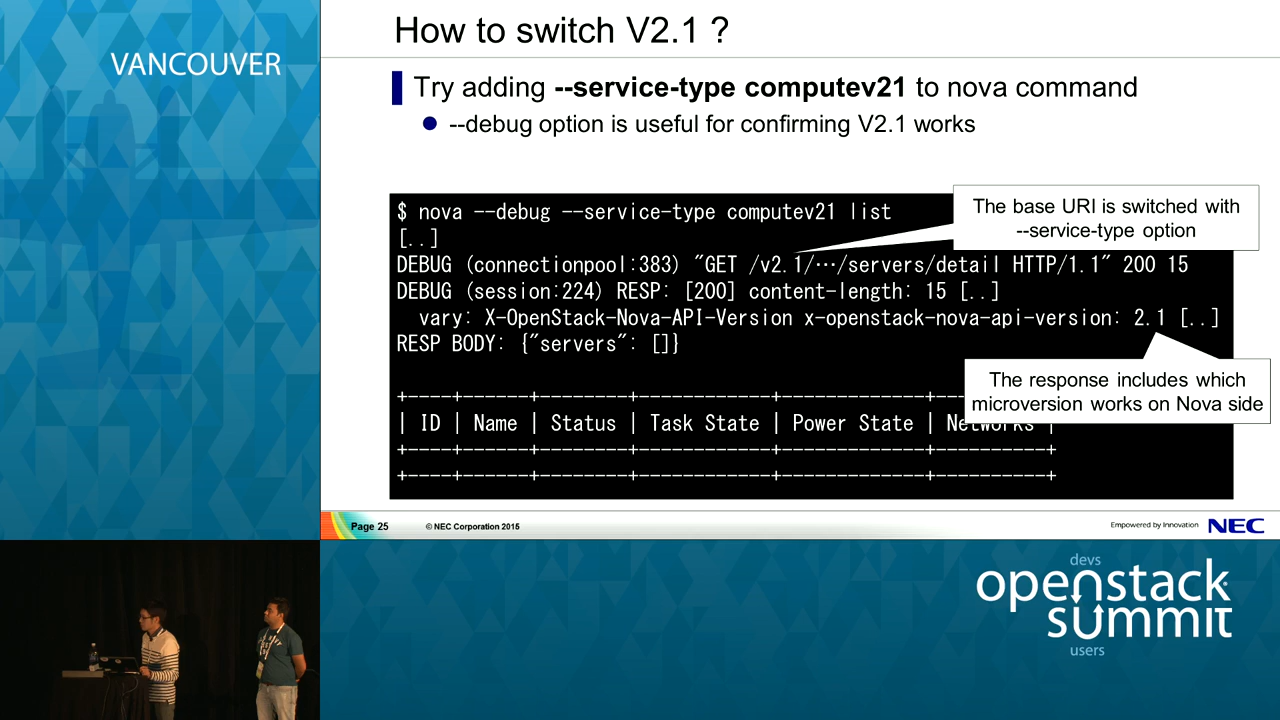 VANCOUVER
How to switch V2.1 ?
Try adding --service-type computev21 to nova command
● --debug option is useful for confirming V2.1 works
The base URI is switched with
--service-type option
$ nova --debug --service-type computev21 list
[..]
DEBUG (connectionpool:383) "GET /v2.1/…/servers/detail HTTP/1.1" 200 15
DEBUG (session:224) RESP: [200] content-length: 15 [..]
vary: X-OpenStack-Nova-API-Version x-openstack-nova-api-version: 2.1 [..]
RESP BODY: {"servers": []}
The response includes which
microversion works on Nova side
+----+------+--------+------------+-------------+
| ID | Name | Status | Task State | Power State | Networks |
+----+------+--------+------------+-------------+----------+
+----+------+--------+------------+-------------+----------+
Page 25
© NEC Corporation 2015
Empowered by Innovation NEC
devs
openstack
summit
users